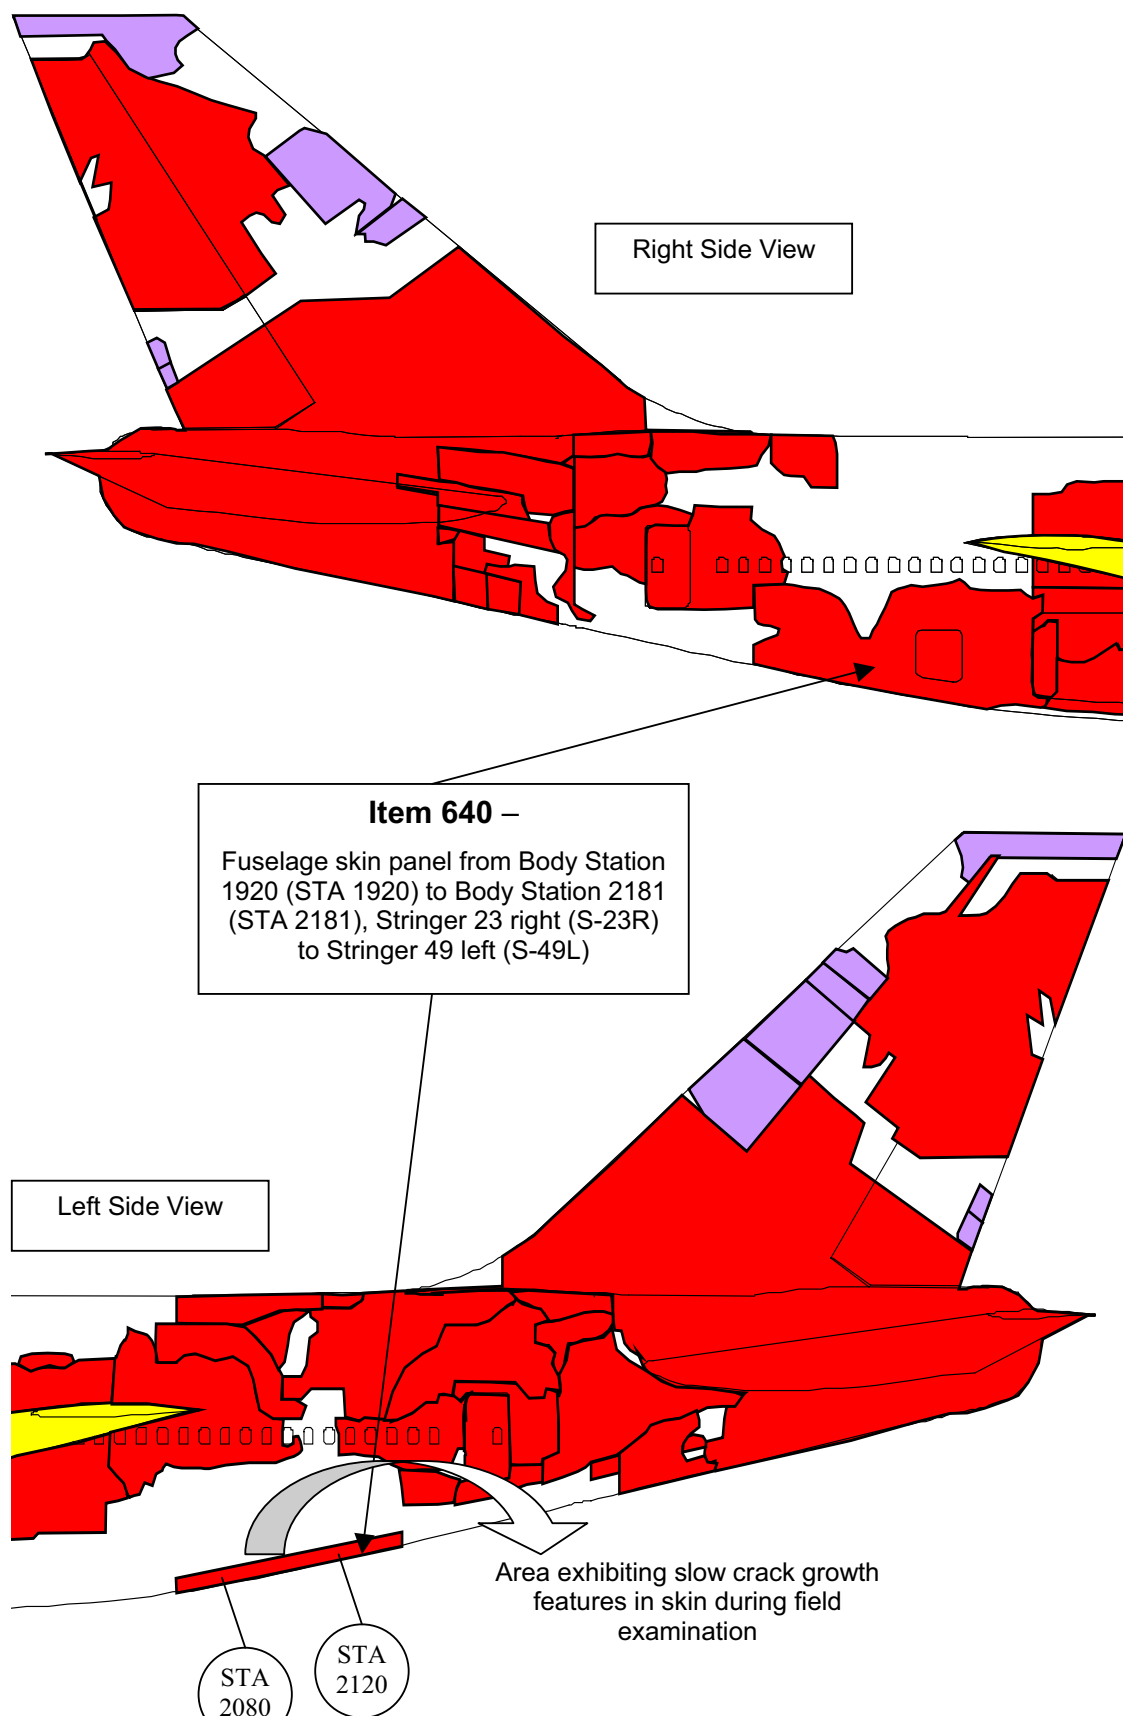 Right Side View
Item 640 –
Fuselage skin panel from Body Station
1920 (STA 1920) to Body Station 2181
(STA 2181), Stringer 23 right (S-23R)
to Stringer 49 left (S-49L)
Left Side View
Area exhibiting slow crack growth
features in skin during field
examination
STA
2120
STA
2080